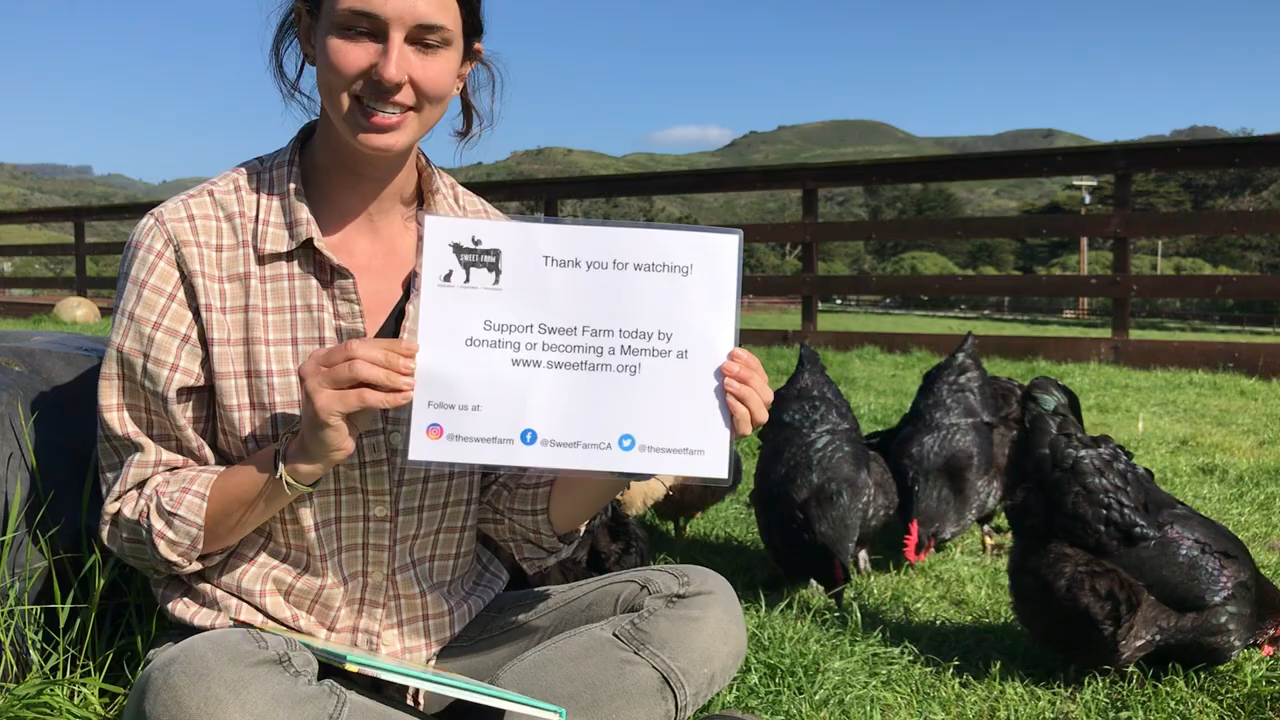 SWEET FARM
Thank you for watching!
Support Sweet Farm today by
donating or becoming a Member at
www.sweetfarm.org!
Follow us at:
@thesweetfarm @SweetFarmCA @thesweetfarm